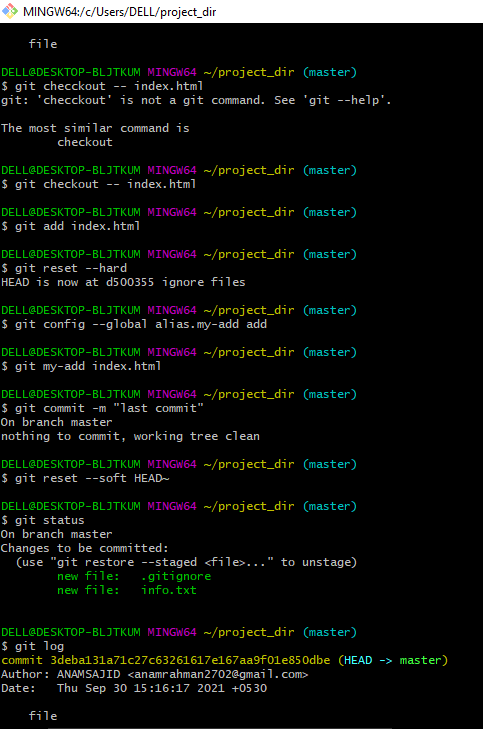 MINGW64:/c/Users/DELL/project_dir
file
DELL@DESKTOP-BLJTKUM MINGW64 ~/project_dir (master)
$ git checckout -- index.html
git: 'checckout' is not a git command. See 'git --help'.
The most similar command is
checkout
DELL@DESKTOP-BLJTKUM MINGW64 ~/project_dir (master)
$ git checkout -- index.html
DELL@DESKTOP-BLJTKUM MINGW64 ~/project_dir (master)
$ git add index.html
DELL@DESKTOP-BLJTKUM MINGW64 ~/project_dir (master)
$ git reset --hard
HEAD is now at d500355 ignore files
DELL@DESKTOP-BLJTKUM MINGW64 ~/project_dir (master)
$ git config --global alias.my-add add
DELL@DESKTOP-BLJTKUM MINGW64 ~/project_dir (master)
$ git my-add index.html
DELL@DESKTOP-BLJTKUM MINGW64 ~/project_dir (master)
$ git commit -m "last commit"
On branch master
nothing to commit, working tree clean
DELL@DESKTOP-BLJTKUM MINGW64 ~/project_dir (master)
$ git reset --soft HEAD~
DELL@DESKTOP-BLJTKUM MINGW64 ~/project_dir (master)
$ git status
On branch master
Changes to be committed:
(use "git restore --staged <file>..." to unstage)
new file: .gitignore
new file: info.txt
DELL@DESKTOP-BLJTKUM MINGW64 ~/project_dir (master)
$ git log
commit 3deba131a71c27c63261617e167aa9f01e850dbe (HEAD -> master)
Author: ANAMSAJID <anamrahman2702@gmail.com>
Date: Thu Sep 30 15:16:17 2021 +0530
file